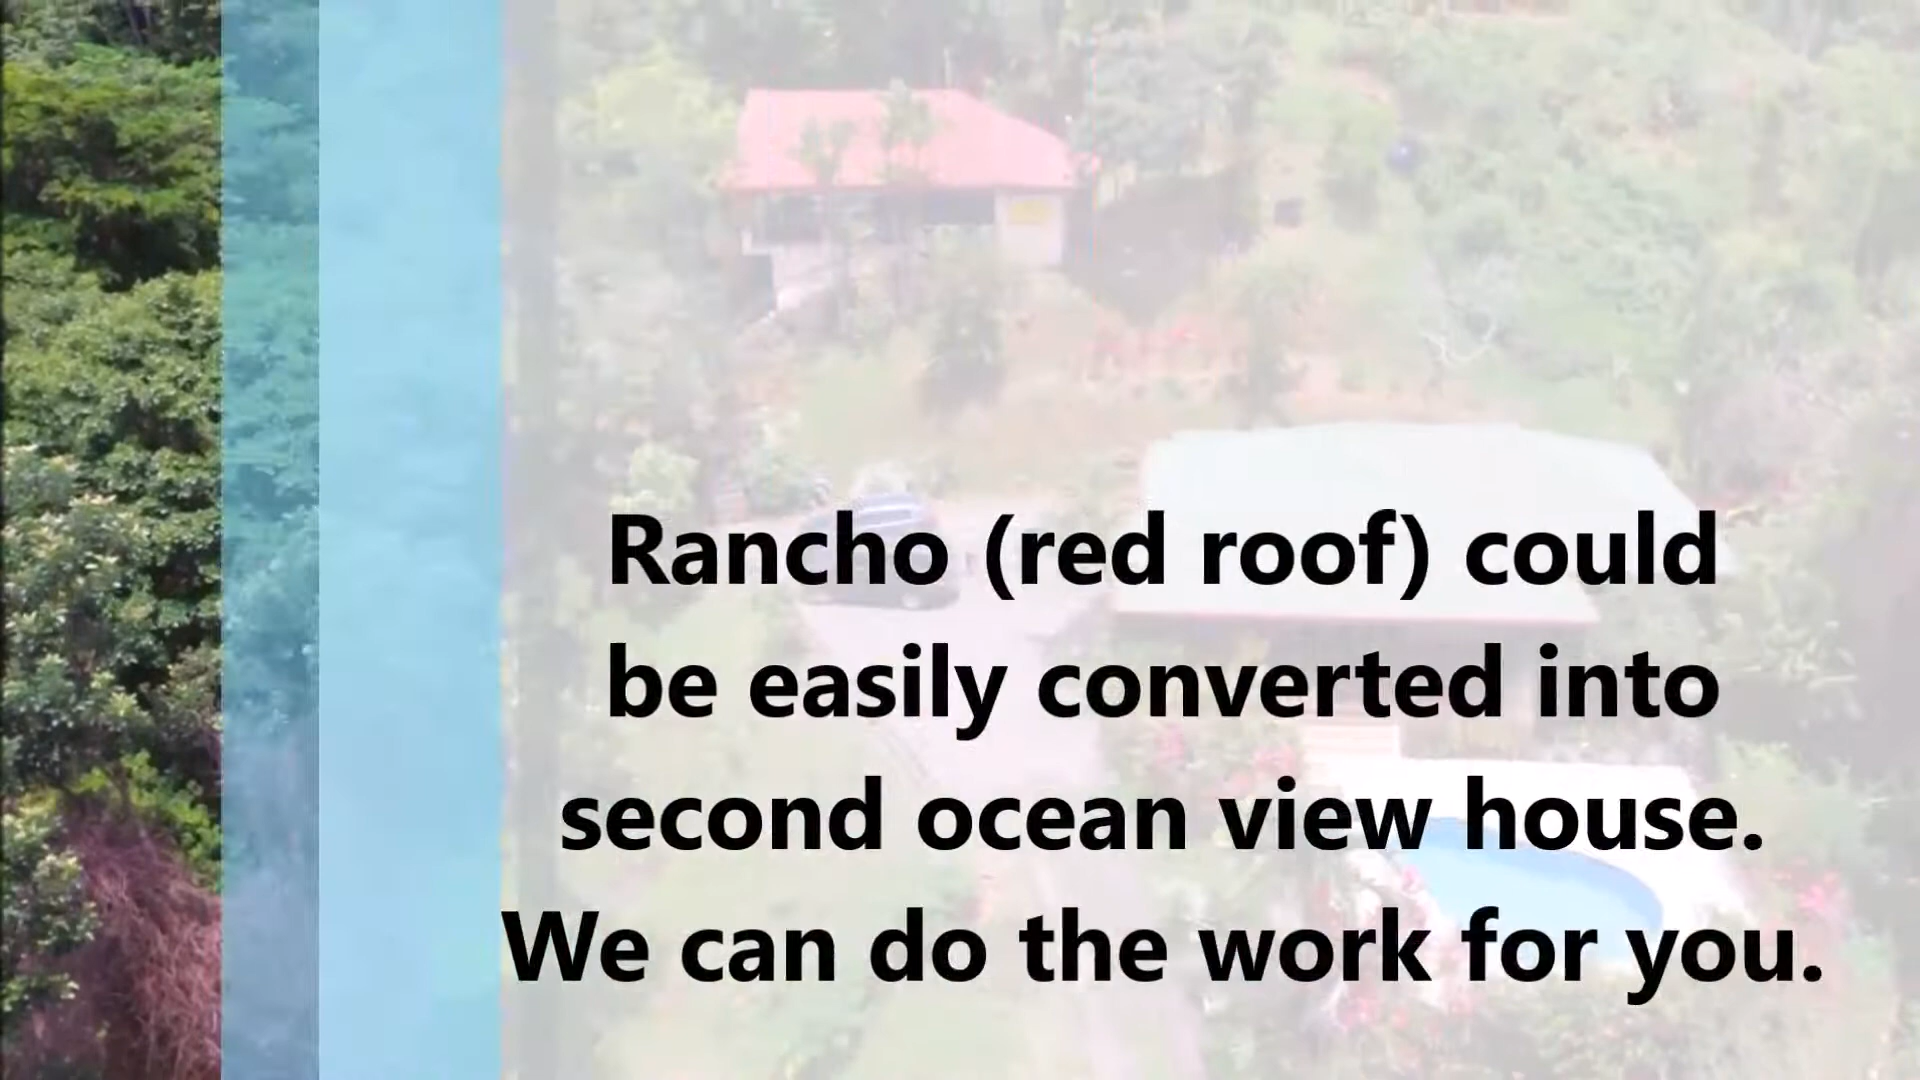 Rancho (red roof) could
be easily converted into
second ocean view house.
We can do the work for you.